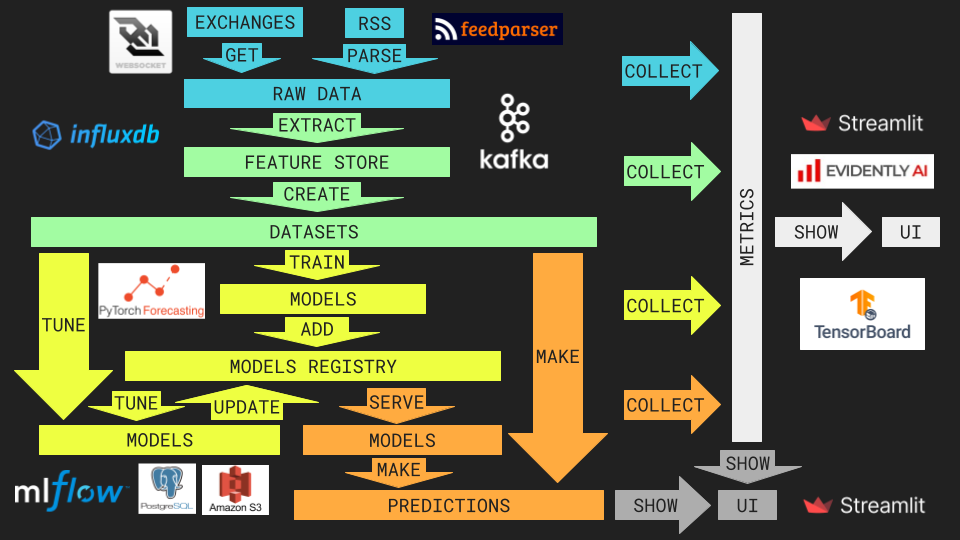 EXCHANGES
RSS
feedparser
WEBSOCKET
GET
PARSE
COLLECT
RAW DATA
EXTRACT
influxdb
kafka
Streamlit
FEATURE STORE
COLLECT
EVIDENTLY AI
CREATE
METRICS
DATASETS
SHOW
UI
TRAIN
PyTorch Forecasting
MODELS
COLLECT
TUNE
ADD
TensorBoard
MAKE
MODELS REGISTRY
TUNE
UPDATE
SERVE
COLLECT
MODELS
MODELS
SHOW
MAKE
mlflow
PostgreSQL
Amazon S3
PREDICTIONS
SHOW
UI
Streamlit